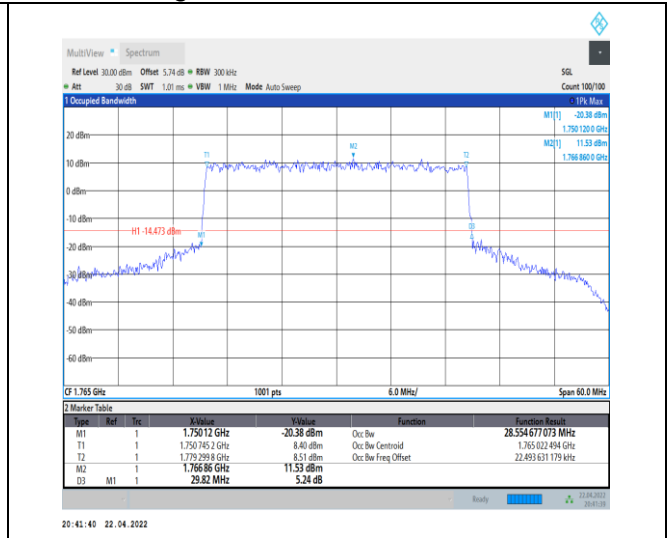 MultiView Spectrum
Ref Level 30.00 dBm Offset 5.74 dB RBW 300 kHz SGL
Att 30 dB SWT 1.01 ms VBW 1 MHz Mode Auto Sweep Count 100/100
1 Occupied Bandwidth 1Pk Max
M1[1] -20.38 dBm
1.750 120 0 GHz
M2[1] 11.53 dBm
1.766 860 0 GHz
20 dBm
M2
T1 T2
10 dBm
0 dBm
-10 dBm
D3
H1 -14.473 dBm
M1
-20 dBm
-30 dBm
-40 dBm
-50 dBm
-60 dBm
CF 1.765 GHz 1001 pts 6.0 MHz/ Span 60.0 MHz
2 Marker Table
Type Ref Trc X-Value Y-Value Function Function Result
M1 1 1.75012 GHz -20.38 dBm Occ Bw 28.554 677 073 MHz
T1 1 1.750 745 2 GHz 8.40 dBm Occ Bw Centroid 1.765 022 494 GHz
T2 1 1.779 299 8 GHz 8.51 dBm Occ Bw Freq Offset 22.493 631 179 kHz
M2 1 1.766 86 GHz 11.53 dBm
D3 M1 1 29.82 MHz 5.24 dB
Ready 22.04.2022
20:41:39
20:41:40 22.04.2022